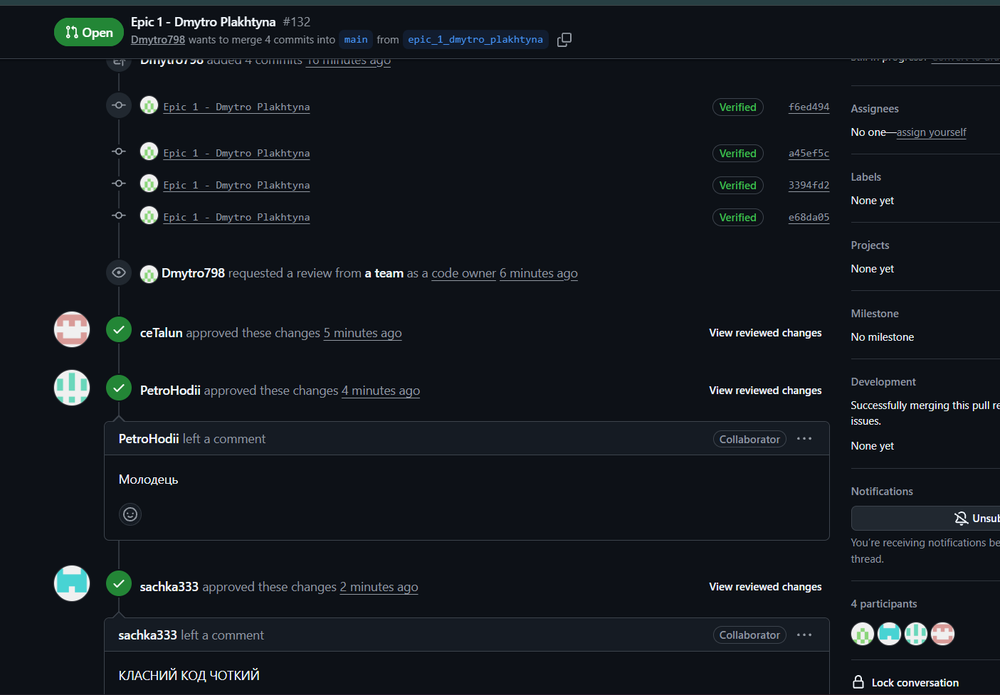 Open
Epic 1 - Dmytro Plakhtyna #132
Dmytro798 wants to merge 4 commits into main from epic_1_dmytro_plakhtyna
Dmytro798 added 4 commits 16 minutes ago
Epic 1 - Dmytro Plakhtyna Verified f6ed494
Epic 1 - Dmytro Plakhtyna Verified a45ef5c
Epic 1 - Dmytro Plakhtyna Verified 3394fd2
Epic 1 - Dmytro Plakhtyna Verified e68da05
Dmytro798 requested a review from a team as a code owner 6 minutes ago
ceTalun approved these changes 5 minutes ago View reviewed changes
PetroHodii approved these changes 4 minutes ago View reviewed changes
PetroHodii left a comment Collaborator
Молодець
sachka333 approved these changes 2 minutes ago View reviewed changes
sachka333 left a comment Collaborator
КЛАСНИЙ КОД ЧОТКИЙ
Assignees
No one—assign yourself
Labels
None yet
Projects
None yet
Milestone
No milestone
Development
Successfully merging this pull re
issues.
None yet
Notifications
Unsub
You're receiving notifications be
thread.
4 participants
Lock conversation